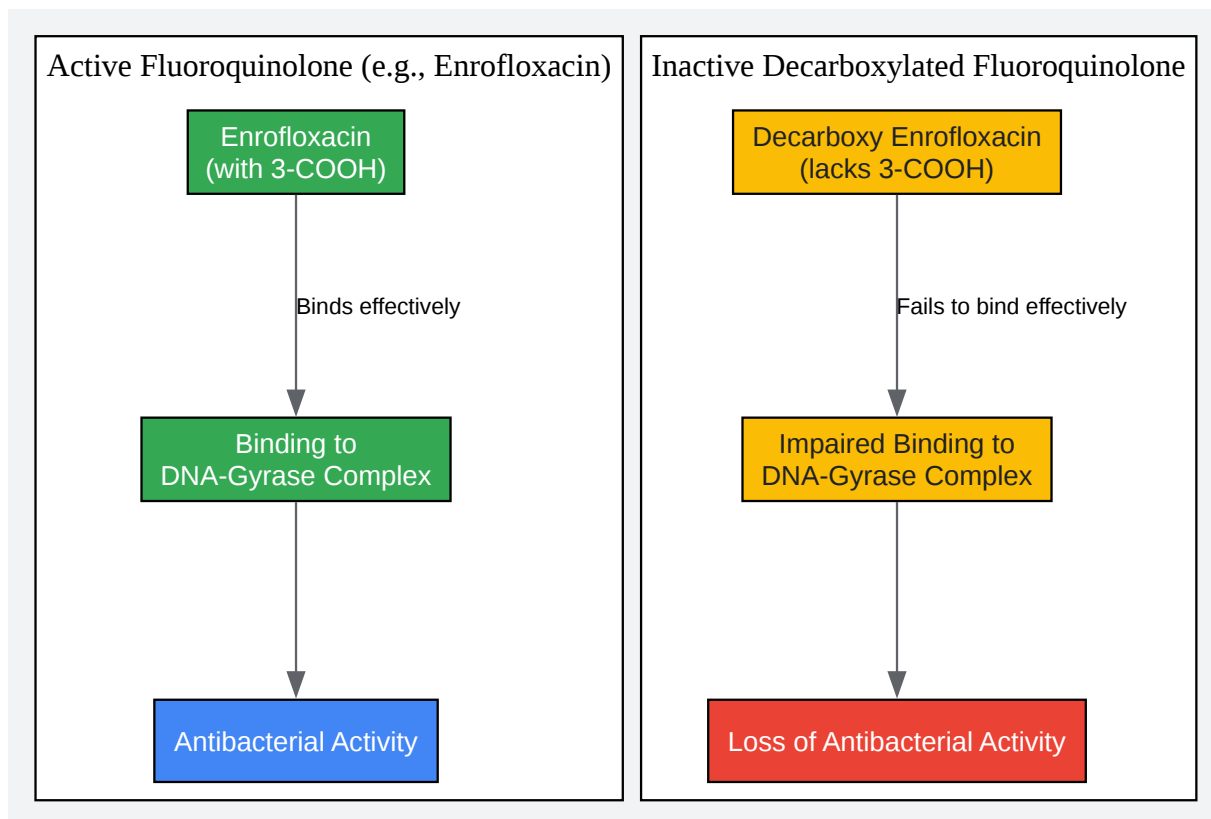 Active Fluoroquinolone (e.g., Enrofloxacin)
Enrofloxacin
(with 3-COOH)
Binds effectively
Binding to
DNA-Gyrase Complex
Antibacterial Activity
Inactive Decarboxylated Fluoroquinolone
Decarboxy Enrofloxacin
(lacks 3-COOH)
Fails to bind effectively
Impaired Binding to
DNA-Gyrase Complex
Loss of Antibacterial Activity